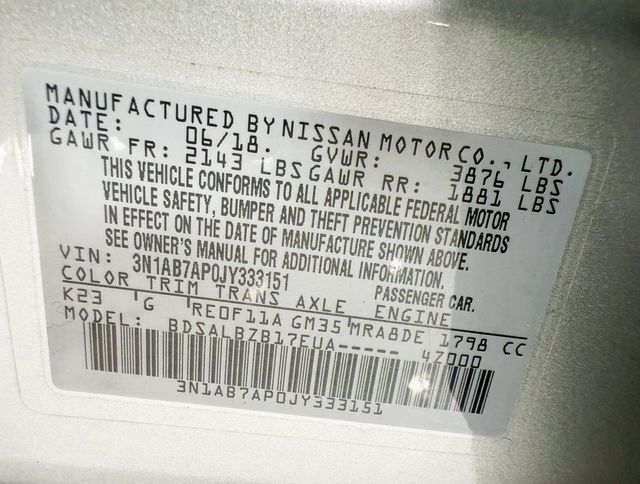 MANUFACTURED BY NISSAN MOTOR CO., LTD.
DATE: 06/18. GVWR: 3876 LBS
GAWR FR: 2143 LBS GAWR RR: 1881 LBS
THIS VEHICLE CONFORMS TO ALL APPLICABLE FEDERAL MOTOR
VEHICLE SAFETY, BUMPER AND THEFT PREVENTION STANDARDS
IN EFFECT ON THE DATE OF MANUFACTURE SHOWN ABOVE.
SEE OWNER'S MANUAL FOR ADDITIONAL INFORMATION.
VIN: 3N1AB7AP0JY333151 PASSENGER CAR.
COLOR TRIM TRANS AXLE ENGINE
K23 G RE0F11A GM35 MRA8DE 1798 CC
MODEL: BDSALBZB17EUA----- 4Z000
3N1AB7AP0JY333151